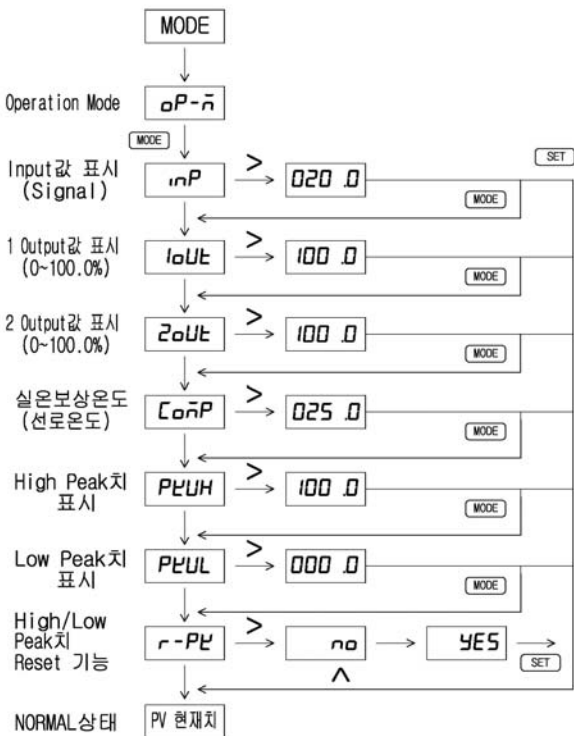 MODE
Operation Mode
oP-m̄
MODE
SET
Input값 표시
(Signal)
inP
>
020 .0
MODE
1 Output값 표시
(0~100.0%)
1oUt
>
100 .0
MODE
2 Output값 표시
(0~100.0%)
2oUt
>
100 .0
MODE
실온보상온도
(선로온도)
Com̄P
>
025 .0
MODE
High Peak치
표시
PKVH
>
100 .0
MODE
Low Peak치
표시
PKVL
>
000 .0
MODE
High/Low
Peak치
Reset 기능
r-PK
>
no
YES
SET
NORMAL상태
PV 현재치